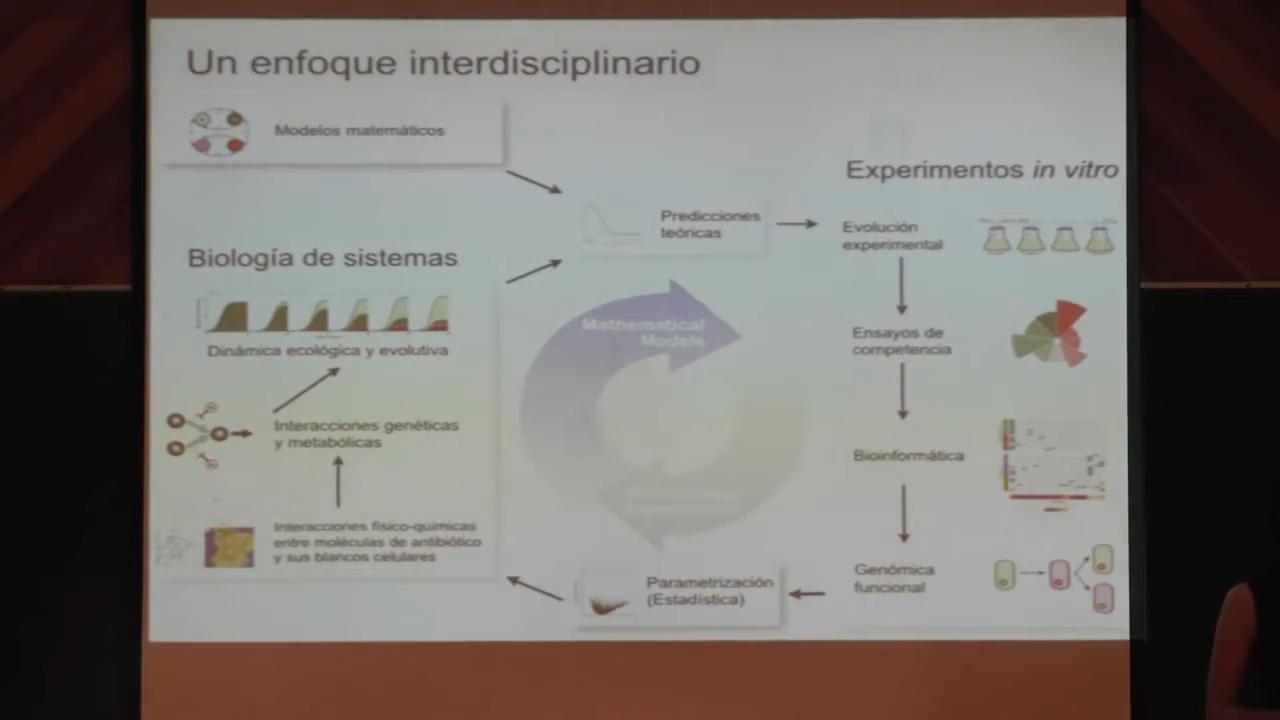 Un enfoque interdisciplinario
Modelos matemáticos
Biología de sistemas
Dinámica ecológica y evolutiva
Interacciones genéticas
y metabólicas
Interacciones físico-químicas
entre moléculas de antibiótico
y sus blancos celulares
Predicciones
teóricas
Mathematical
Models
Parametrización
(Estadística)
Experimentos in vitro
Evolución
experimental
Ensayos de
competencia
Bioinformática
Genómica
funcional